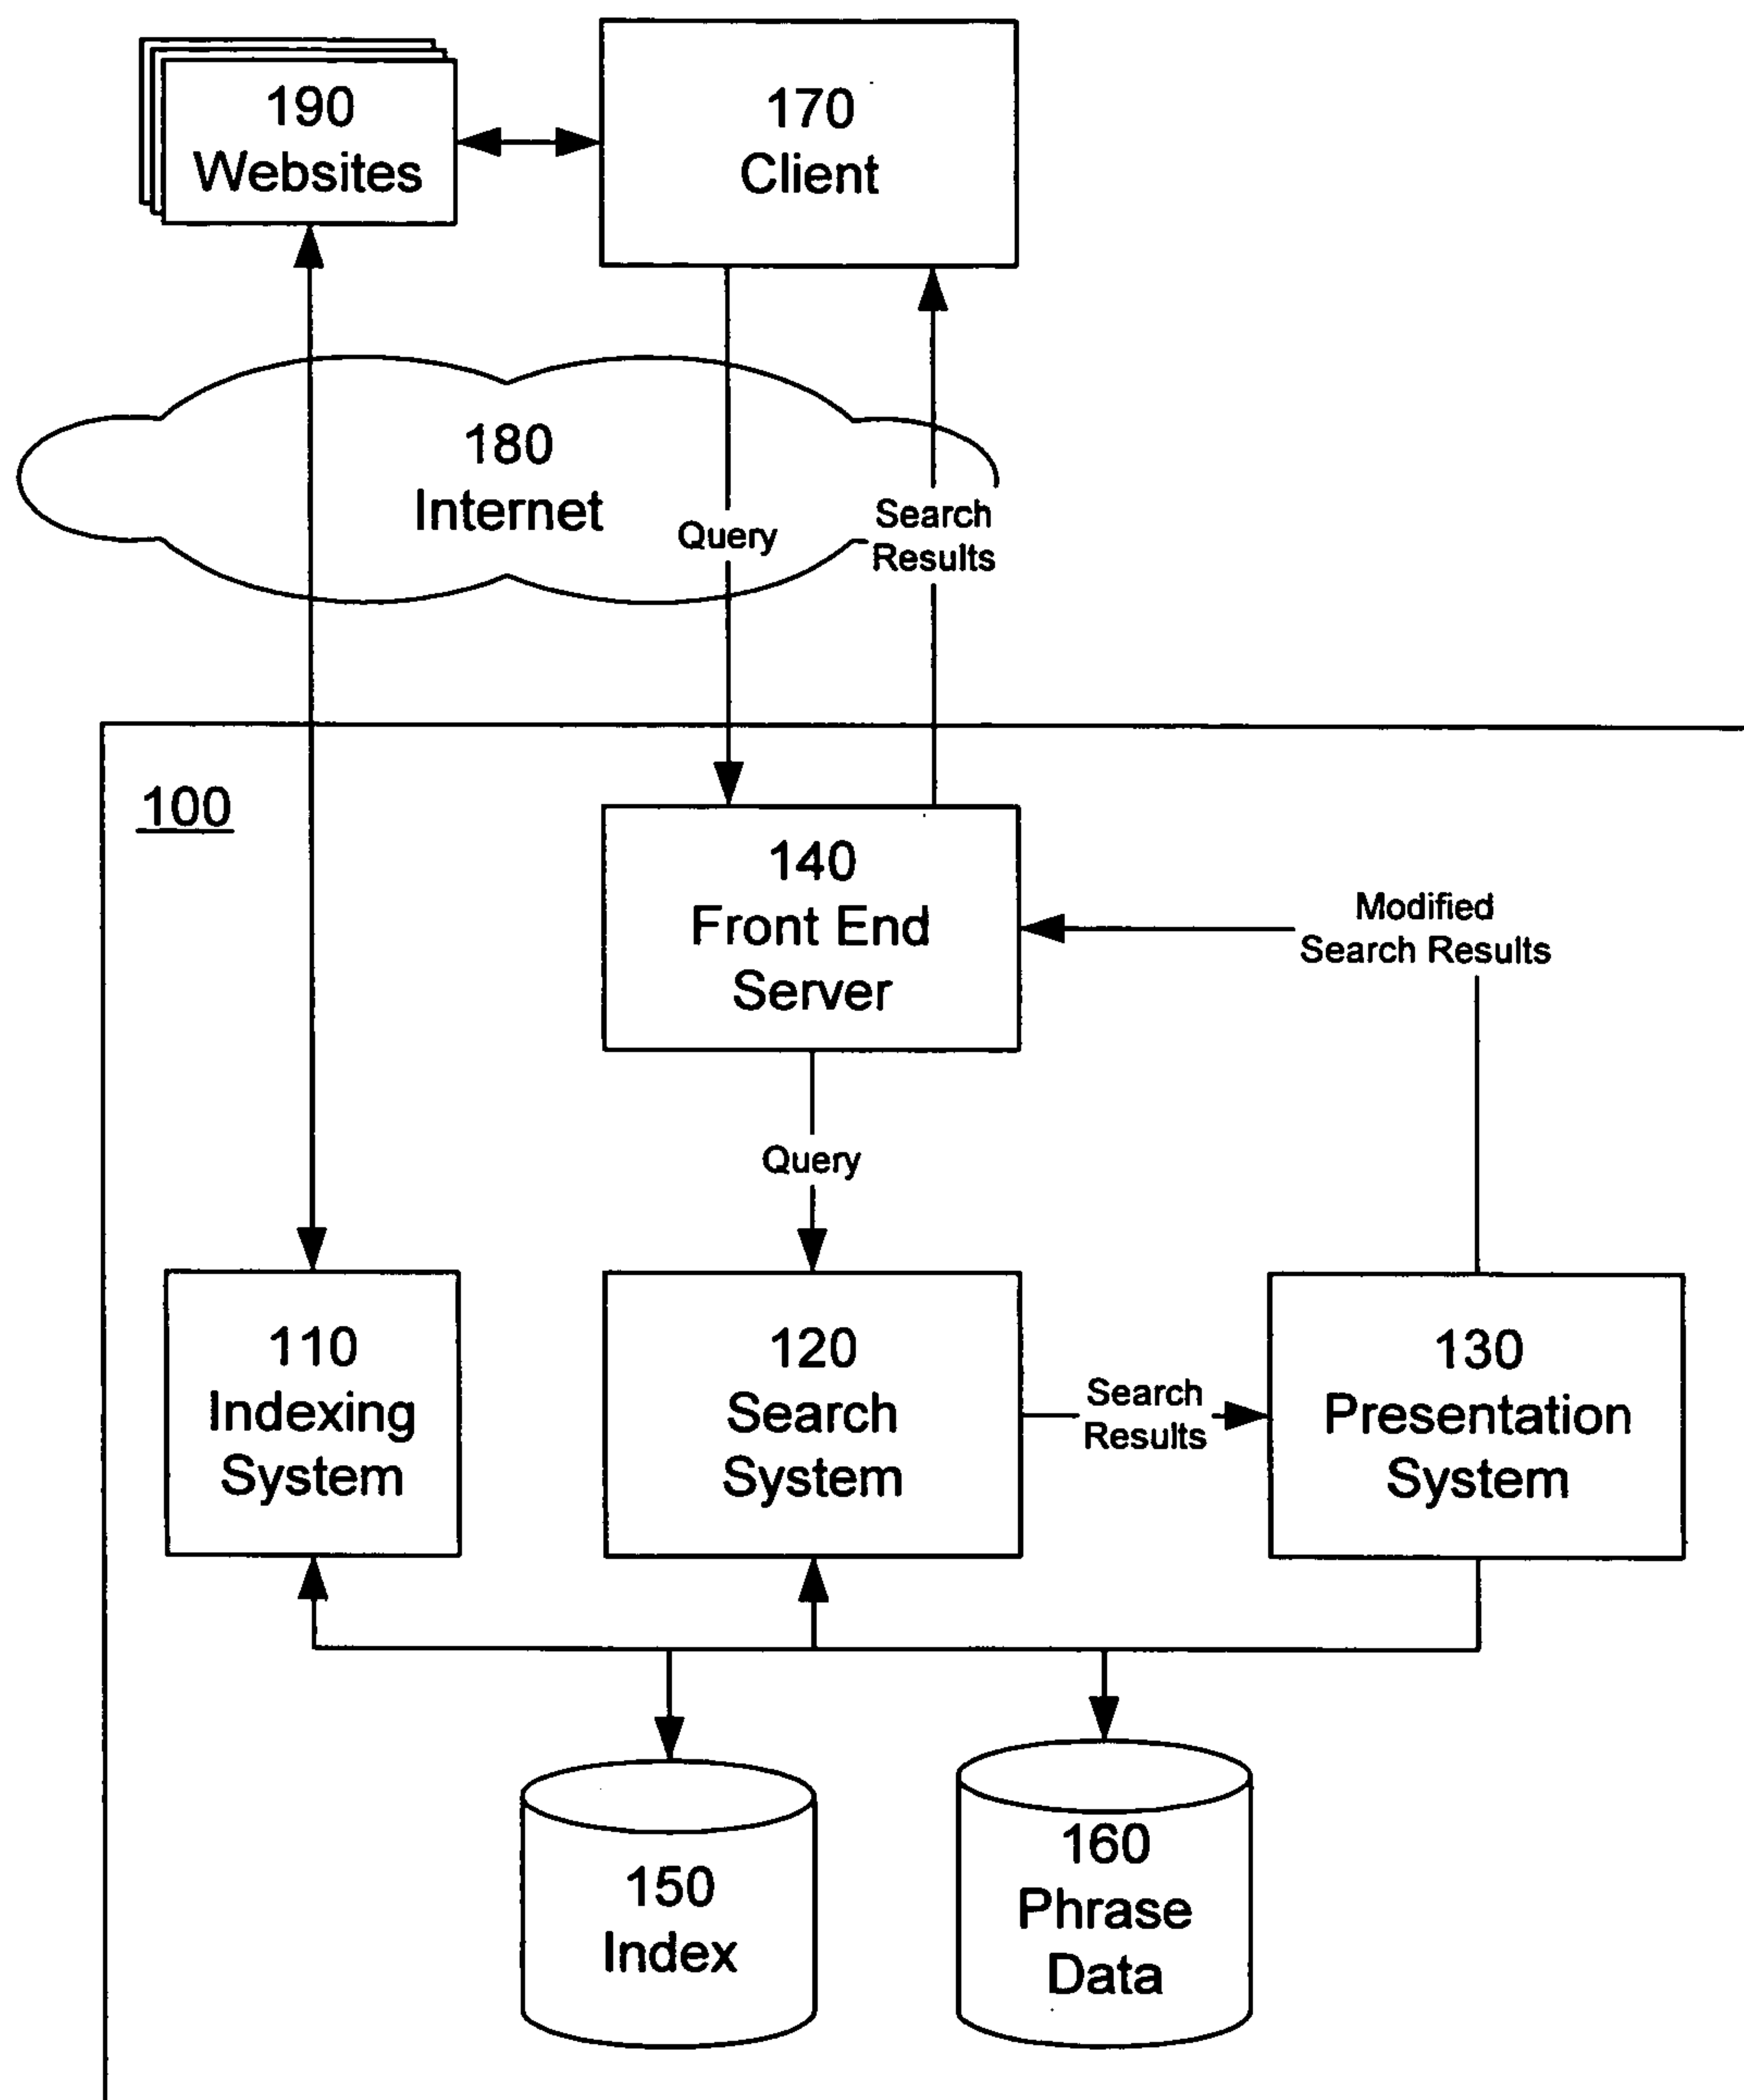 190
Websites
170
Client
180
Internet
Query
Search
Results
100
140
Front End
Server
Modified
Search Results
Query
110
Indexing
System
120
Search
System
Search
Results
130
Presentation
System
150
Index
160
Phrase
Data